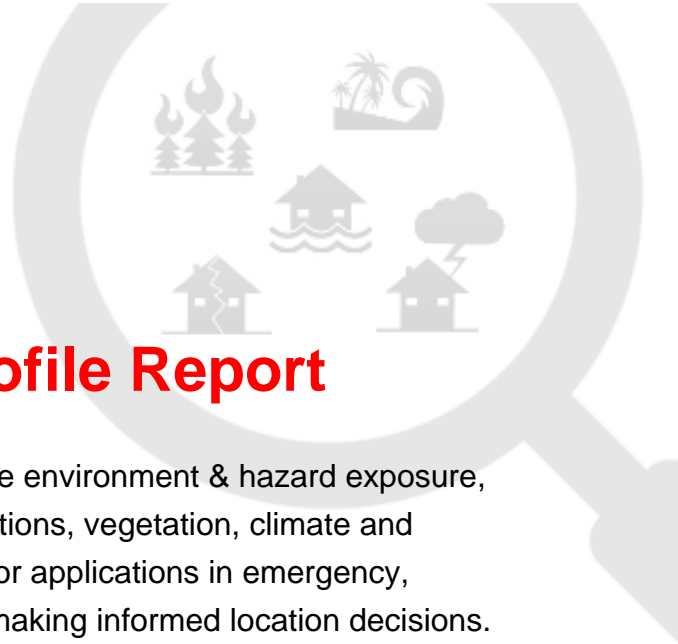 ofile Report
e environment & hazard exposure,
tions, vegetation, climate and
or applications in emergency,
making informed location decisions.